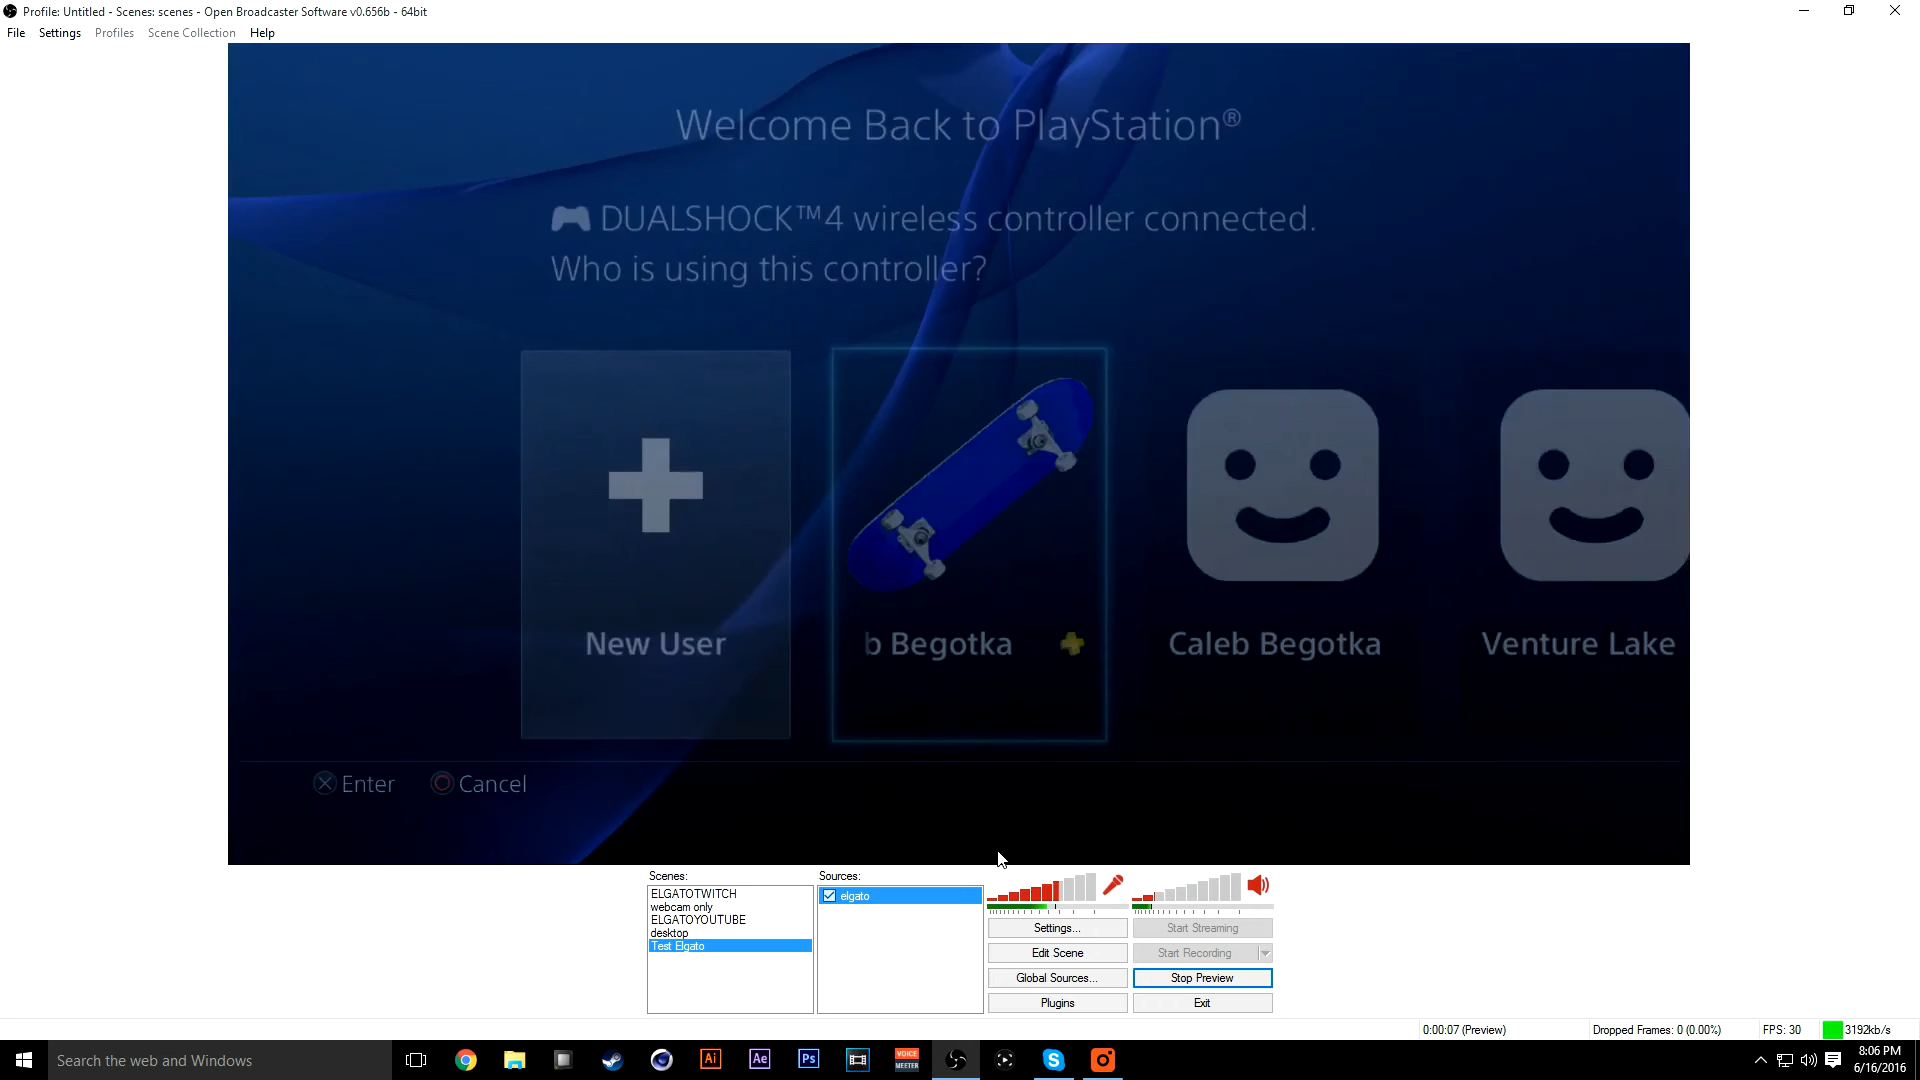 Profile: Untitled - Scenes: scenes - Open Broadcaster Software v0.656b - 64bit
File Settings Profiles Scene Collection Help
Welcome Back to PlayStation®
DUALSHOCK™4 wireless controller connected.
Who is using this controller?
New User
b Begotka
Caleb Begotka
Venture Lake
Enter Cancel
Scenes:
ELGATOTWITCH
webcam only
ELGATOYOUTUBE
desktop
Test Elgato
Sources:
elgato
Settings...
Start Streaming
Edit Scene
Start Recording
Global Sources...
Stop Preview
Plugins
Exit
0:00:07 (Preview)
Dropped Frames: 0 (0.00%)
FPS: 30
3192kb/s
Search the web and Windows
Ai
Ae
Ps
VOICE
MEETER
8:06 PM
6/16/2016